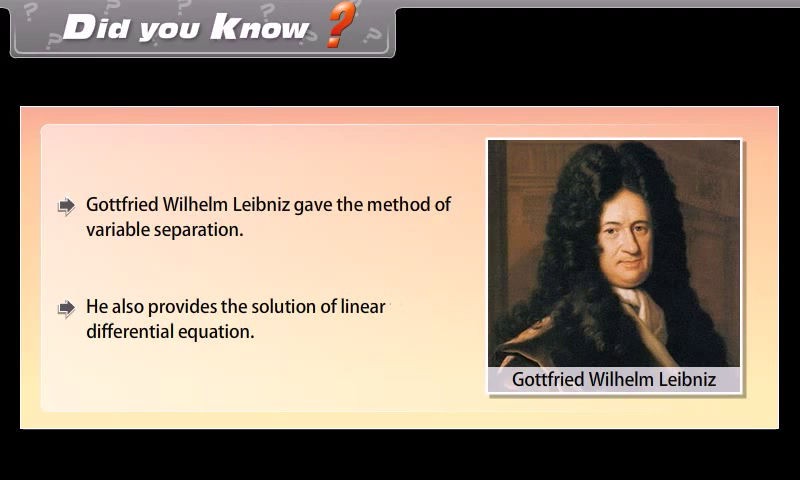 Did you Know?
Gottfried Wilhelm Leibniz gave the method of
variable separation.
He also provides the solution of linear
differential equation.
Gottfried Wilhelm Leibniz